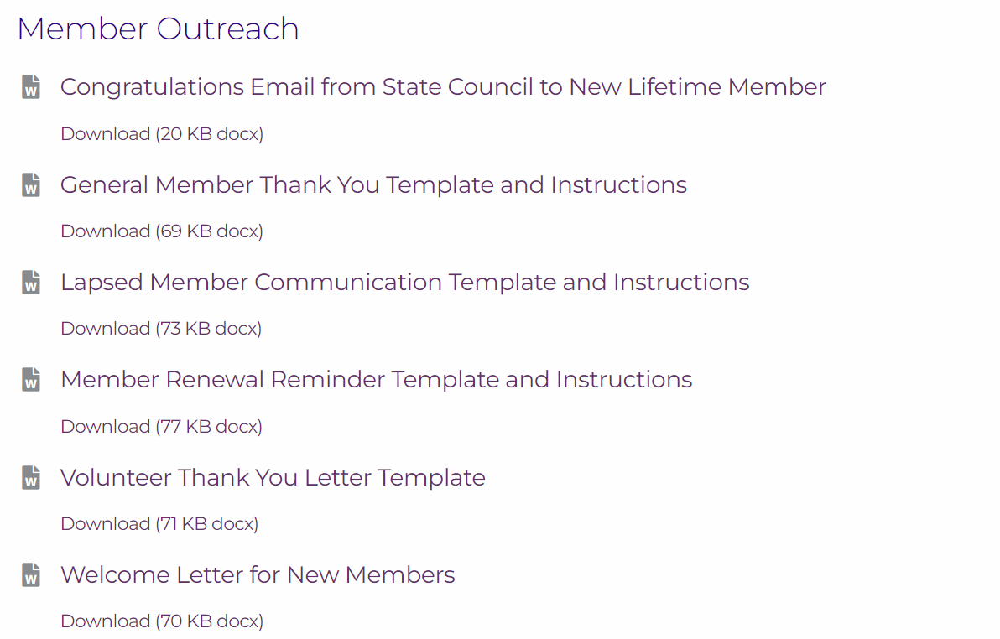 Member Outreach
W
Congratulations Email from State Council to New Lifetime Member
Download (20 KB docx)
W
General Member Thank You Template and Instructions
Download (69 KB docx)
W
Lapsed Member Communication Template and Instructions
Download (73 KB docx)
W
Member Renewal Reminder Template and Instructions
Download (77 KB docx)
W
Volunteer Thank You Letter Template
Download (71 KB docx)
W
Welcome Letter for New Members
Download (70 KB docx)